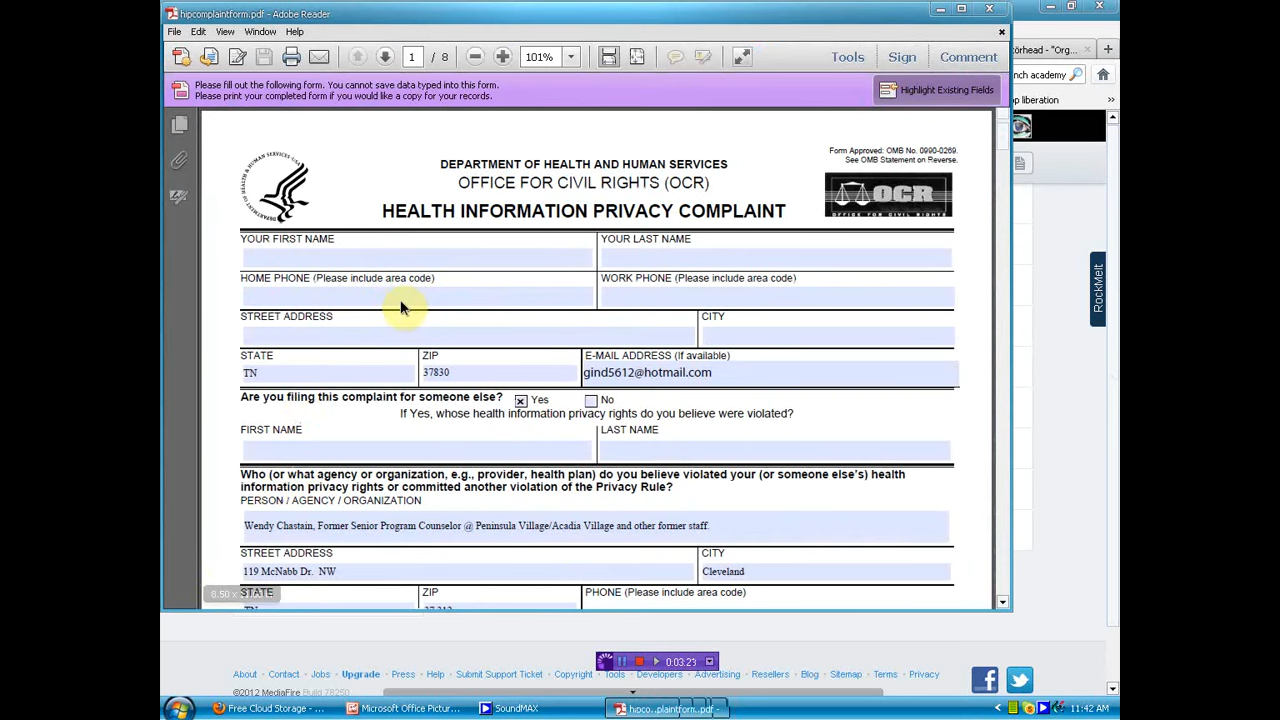 hipcomplaintform.pdf - Adobe Reader
File Edit View Window Help
1 / 8 101% Tools Sign Comment
Please fill out the following form. You cannot save data typed into this form.
Please print your completed form if you would like a copy for your records.
Highlight Existing Fields
DEPARTMENT OF HEALTH AND HUMAN SERVICES
OFFICE FOR CIVIL RIGHTS (OCR)
HEALTH INFORMATION PRIVACY COMPLAINT
Form Approved: OMB No. 0990-0269.
See OMB Statement on Reverse.
OCR
OFFICE FOR CIVIL RIGHTS
YOUR FIRST NAME YOUR LAST NAME
HOME PHONE (Please include area code) WORK PHONE (Please include area code)
STREET ADDRESS CITY
STATE ZIP E-MAIL ADDRESS (If available)
TN 37830 gind5612@hotmail.com
Are you filing this complaint for someone else? Yes No
If Yes, whose health information privacy rights do you believe were violated?
FIRST NAME LAST NAME
Who (or what agency or organization, e.g., provider, health plan) do you believe violated your (or someone else's) health
information privacy rights or committed another violation of the Privacy Rule?
PERSON / AGENCY / ORGANIZATION
Wendy Chastain, Former Senior Program Counselor @ Peninsula Village/Acadia Village and other former staff.
STREET ADDRESS CITY
119 McNabb Dr. NW Cleveland
STATE ZIP PHONE (Please include area code)
8.50 x
RockMelt
0:03:23
About Contact Jobs Upgrade Press Help Submit Support Ticket Copyright Tools Developers Advertising Resellers Blog Sitemap Terms Privacy
©2012 MediaFire Build 78250
Free Cloud Storage - ... Microsoft Office Pictur... SoundMAX hipco...plaintform.pdf - 11:42 AM